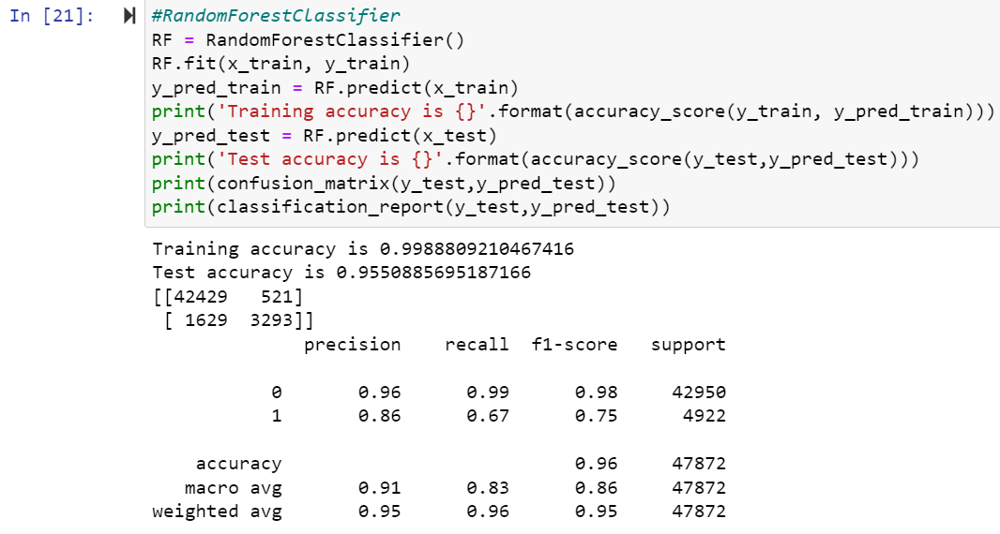 In [21]:
#RandomForestClassifier
RF = RandomForestClassifier()
RF.fit(x_train, y_train)
y_pred_train = RF.predict(x_train)
print('Training accuracy is {}'.format(accuracy_score(y_train, y_pred_train)))
y_pred_test = RF.predict(x_test)
print('Test accuracy is {}'.format(accuracy_score(y_test,y_pred_test)))
print(confusion_matrix(y_test,y_pred_test))
print(classification_report(y_test,y_pred_test))
Training accuracy is 0.9988809210467416
Test accuracy is 0.9550885695187166
[[42429   521]
 [ 1629  3293]]
              precision    recall  f1-score   support
           0       0.96      0.99      0.98     42950
           1       0.86      0.67      0.75      4922
    accuracy                           0.96     47872
   macro avg       0.91      0.83      0.86     47872
weighted avg       0.95      0.96      0.95     47872